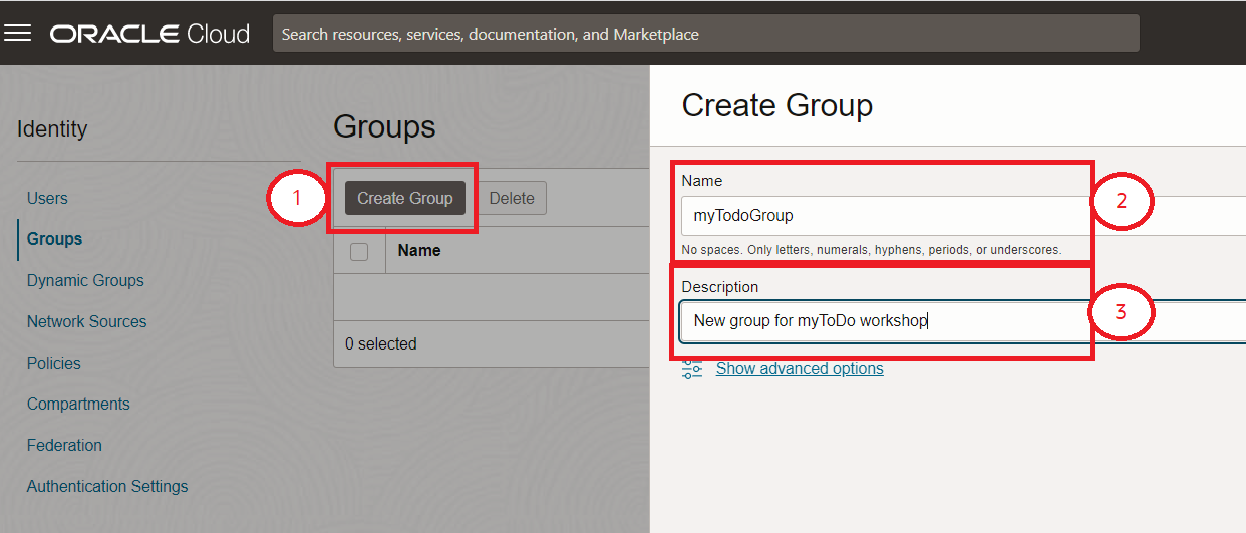 ORACLE Cloud
Search resources, services, documentation, and Marketplace
Identity
Users
Groups
Dynamic Groups
Network Sources
Policies
Compartments
Federation
Authentication Settings
Groups
1
Create Group
Delete
Name
0 selected
Create Group
Name
myTodoGroup
No spaces. Only letters, numerals, hyphens, periods, or underscores.
2
Description
New group for myToDo workshop
3
Show advanced options